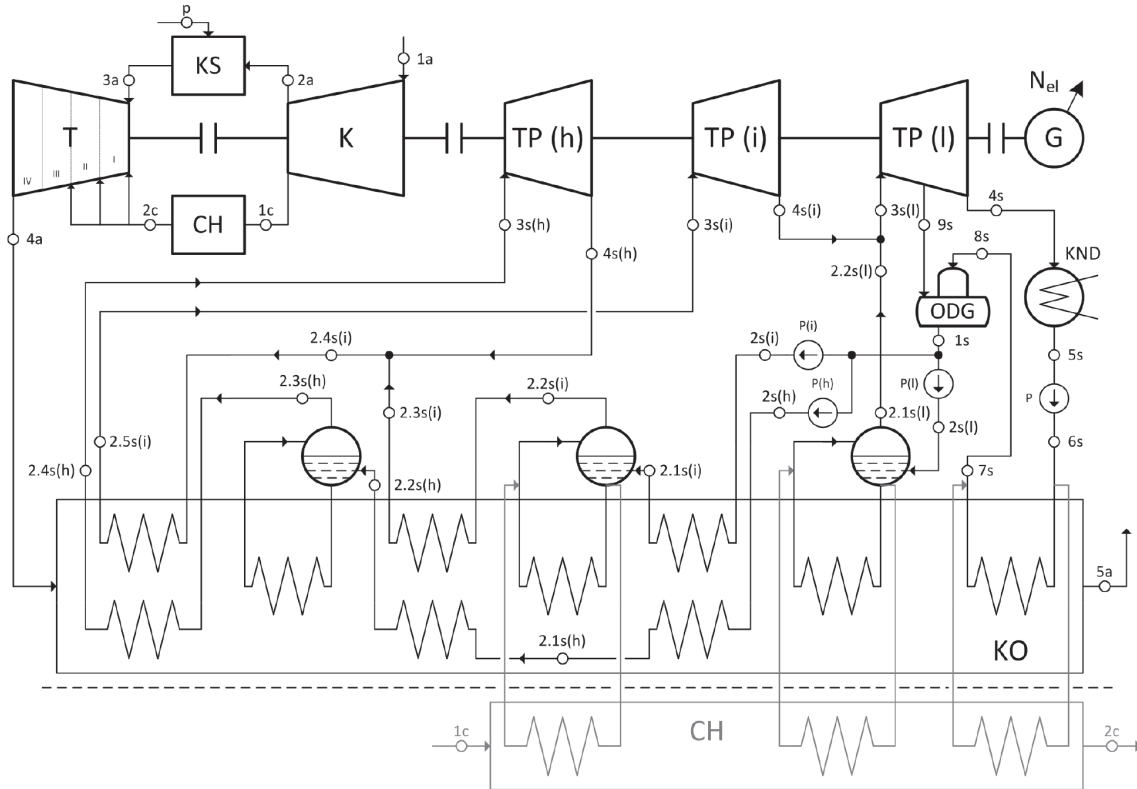 p
1a
KS
3a
2a
N_el
T
K
TP (h)
TP (i)
TP (l)
G
IV
III
II
I
2c
CH
1c
4a
3s(h)
4s(h)
3s(i)
4s(i)
3s(l)
9s
4s
8s
KND
2.2s(l)
ODG
1s
5s
2.4s(i)
2s(i)
P(i)
P(l)
P
2.3s(h)
2.2s(i)
2s(h)
P(h)
2.3s(i)
2.1s(l)
2s(l)
6s
2.5s(i)
2.4s(h)
2.2s(h)
2.1s(i)
7s
5a
2.1s(h)
KO
1c
CH
2c